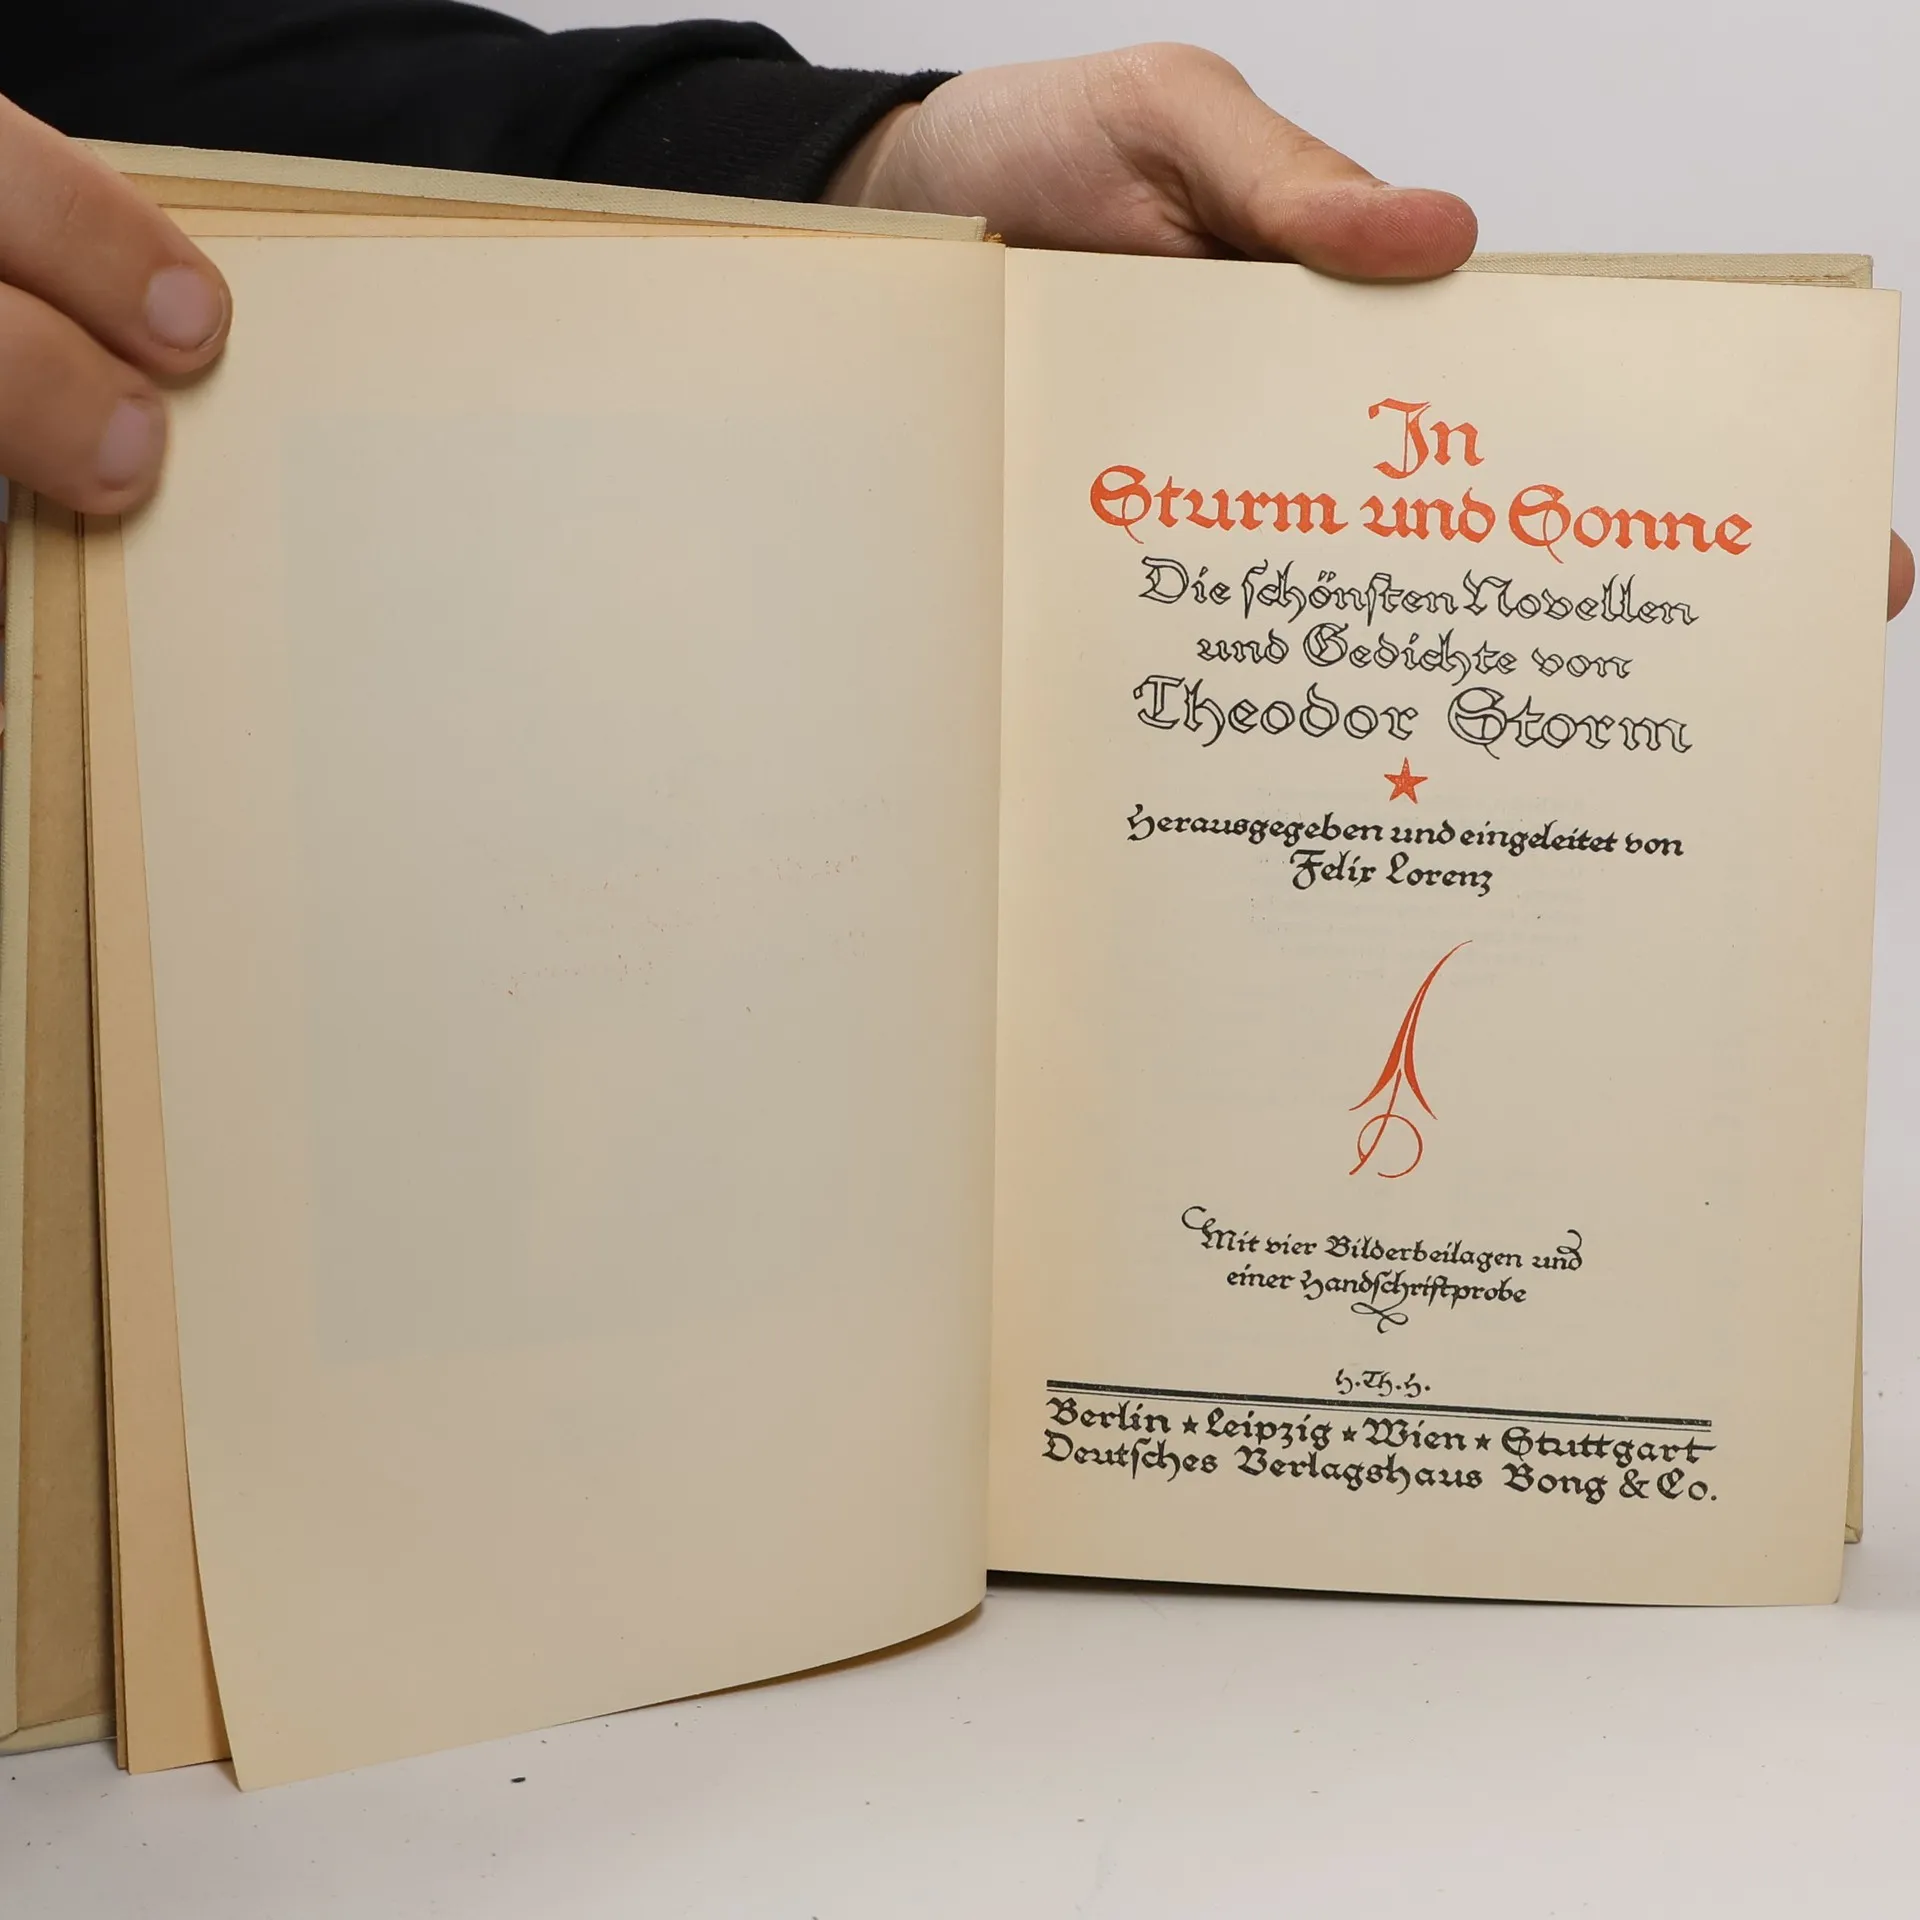 In
Sturm und Sonne
Die schönsten Novellen
und Gedichte von
Theodor Storm
Herausgegeben und eingeleitet von
Felix Lorenz
Mit vier Bilderbeilagen und
einer Handschriftprobe
H.Th.H.
Berlin ★ Leipzig ★ Wien ★ Stuttgart
Deutsches Verlagshaus Bong & Co.